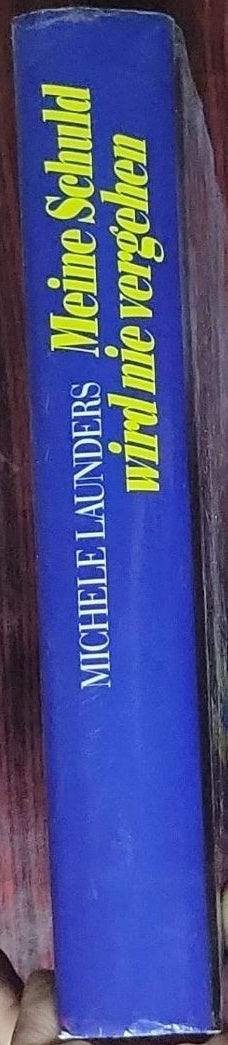 MICHELE LAUNDERS Meine Schuld
wird nie vergehen